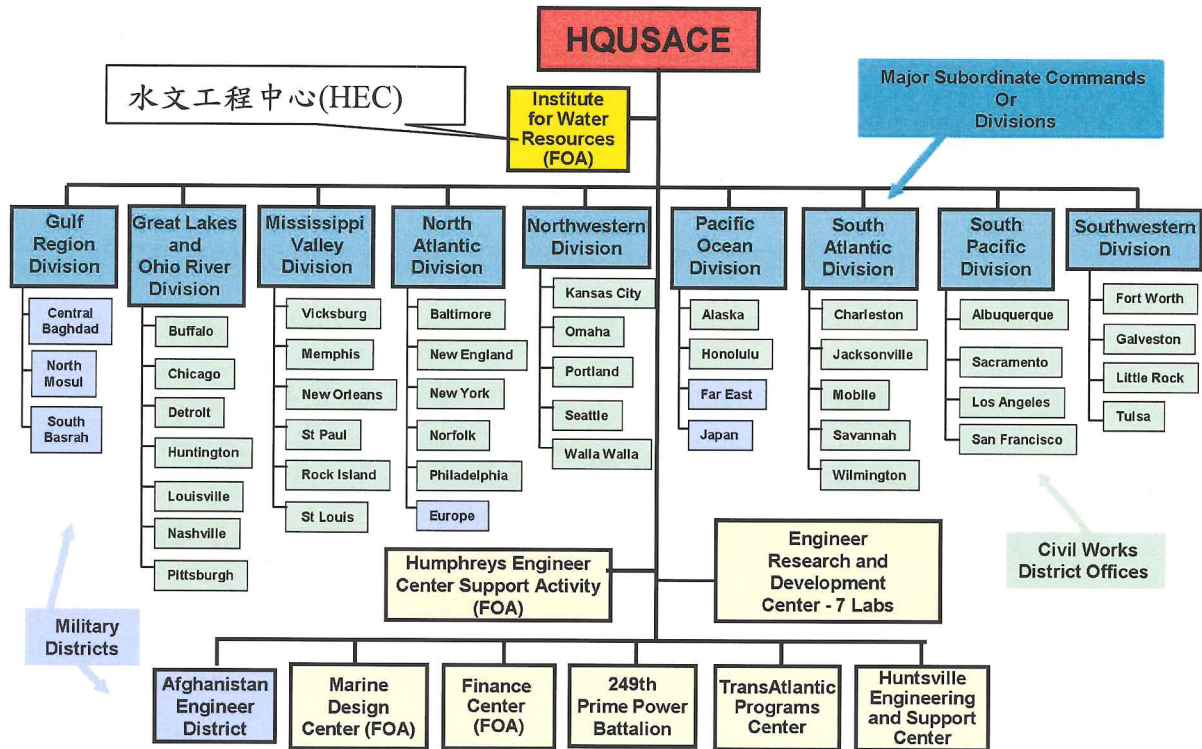 HQUSACE
水文工程中心(HEC)
Institute
for Water
Resources
(FOA)
Major Subordinate Commands
Or
Divisions
Gulf
Region
Division
Central
Baghdad
North
Mosul
South
Basrah
Great Lakes
and
Ohio River
Division
Buffalo
Chicago
Detroit
Huntington
Louisville
Nashville
Pittsburgh
Mississippi
Valley
Division
Vicksburg
Memphis
New Orleans
St Paul
Rock Island
St Louis
North
Atlantic
Division
Baltimore
New England
New York
Norfolk
Philadelphia
Europe
Northwestern
Division
Kansas City
Omaha
Portland
Seattle
Walla Walla
Pacific
Ocean
Division
Alaska
Honolulu
Far East
Japan
South
Atlantic
Division
Charleston
Jacksonville
Mobile
Savannah
Wilmington
South
Pacific
Division
Albuquerque
Sacramento
Los Angeles
San Francisco
Southwestern
Division
Fort Worth
Galveston
Little Rock
Tulsa
Humphreys Engineer
Center Support Activity
(FOA)
Engineer
Research and
Development
Center - 7 Labs
Civil Works
District Offices
Military
Districts
Afghanistan
Engineer
District
Marine
Design
Center (FOA)
Finance
Center
(FOA)
249th
Prime Power
Battalion
TransAtlantic
Programs
Center
Huntsville
Engineering
and Support
Center